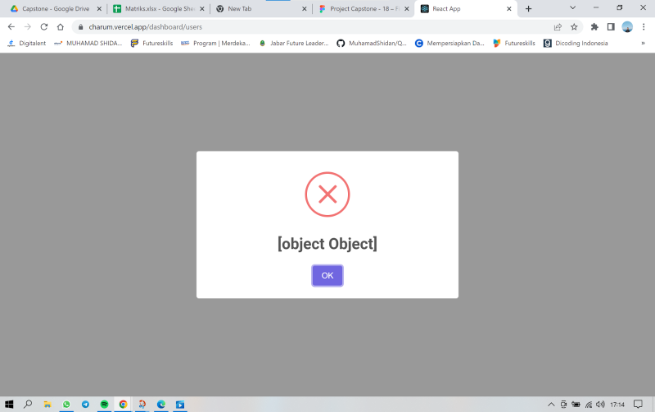 Capstone - Google Drive
Matriks.xlsx - Google She
New Tab
Project Capstone - 18 – F
React App
charum.vercel.app/dashboard/users
Digitalent
MUHAMAD SHIDA...
Futureskills
Program | Merdeka...
Jabar Future Leader...
MuhamadShidan/Q...
Mempersiapkan Da...
Futureskills
Dicoding Indonesia
»
[object Object]
OK
17:14